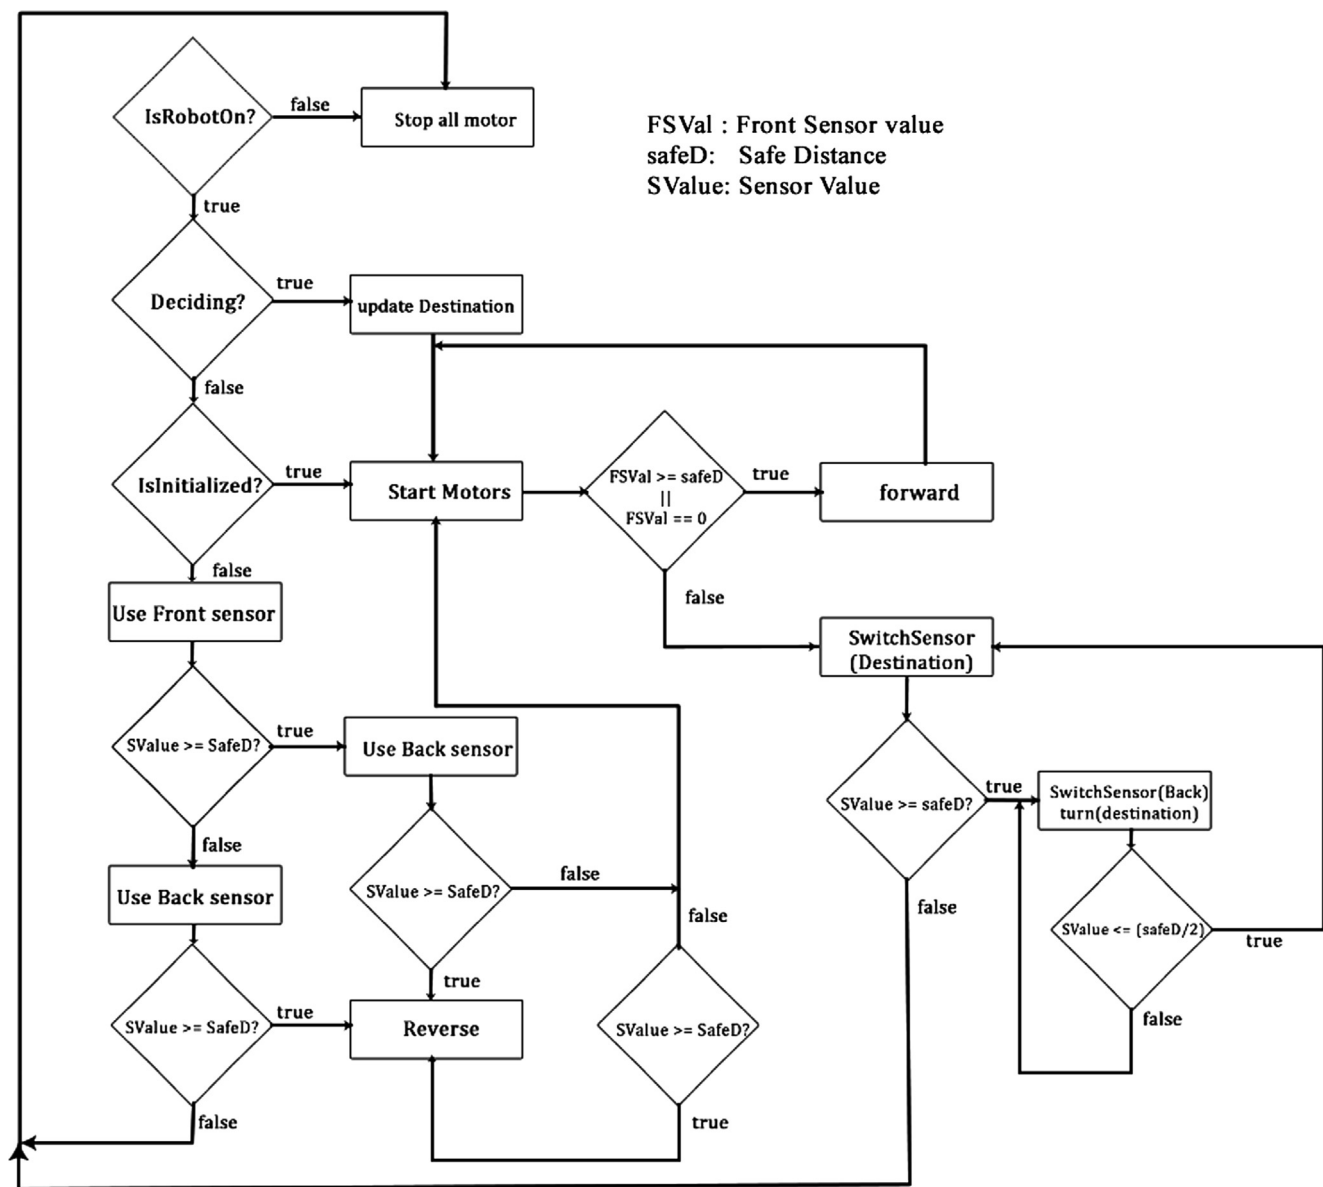 IsRobotOn?
false
Stop all motor
FSVal : Front Sensor value
safeD: Safe Distance
SValue: Sensor Value
true
Deciding?
true
update Destination
false
IsInitialized?
true
Start Motors
FSVal >= safeD
||
FSVal == 0
true
forward
false
false
Use Front sensor
SwitchSensor
(Destination)
SValue >= SafeD?
true
Use Back sensor
SValue >= safeD?
true
SwitchSensor(Back)
turn(destination)
false
Use Back sensor
SValue >= SafeD?
false
false
false
SValue <= (safeD/2)
true
true
SValue >= SafeD?
true
Reverse
SValue >= SafeD?
false
false
true